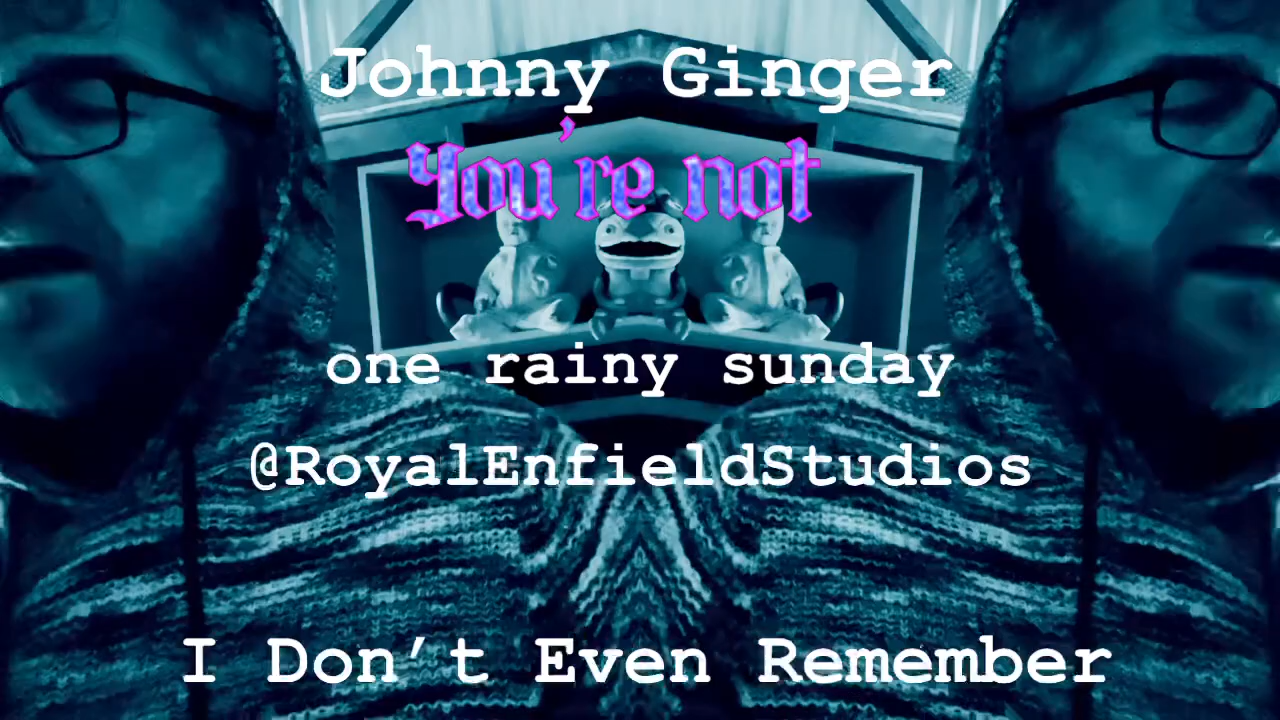 Johnny Ginger
You're not
one rainy sunday
@RoyalEnfieldStudios
I Don't Even Remember